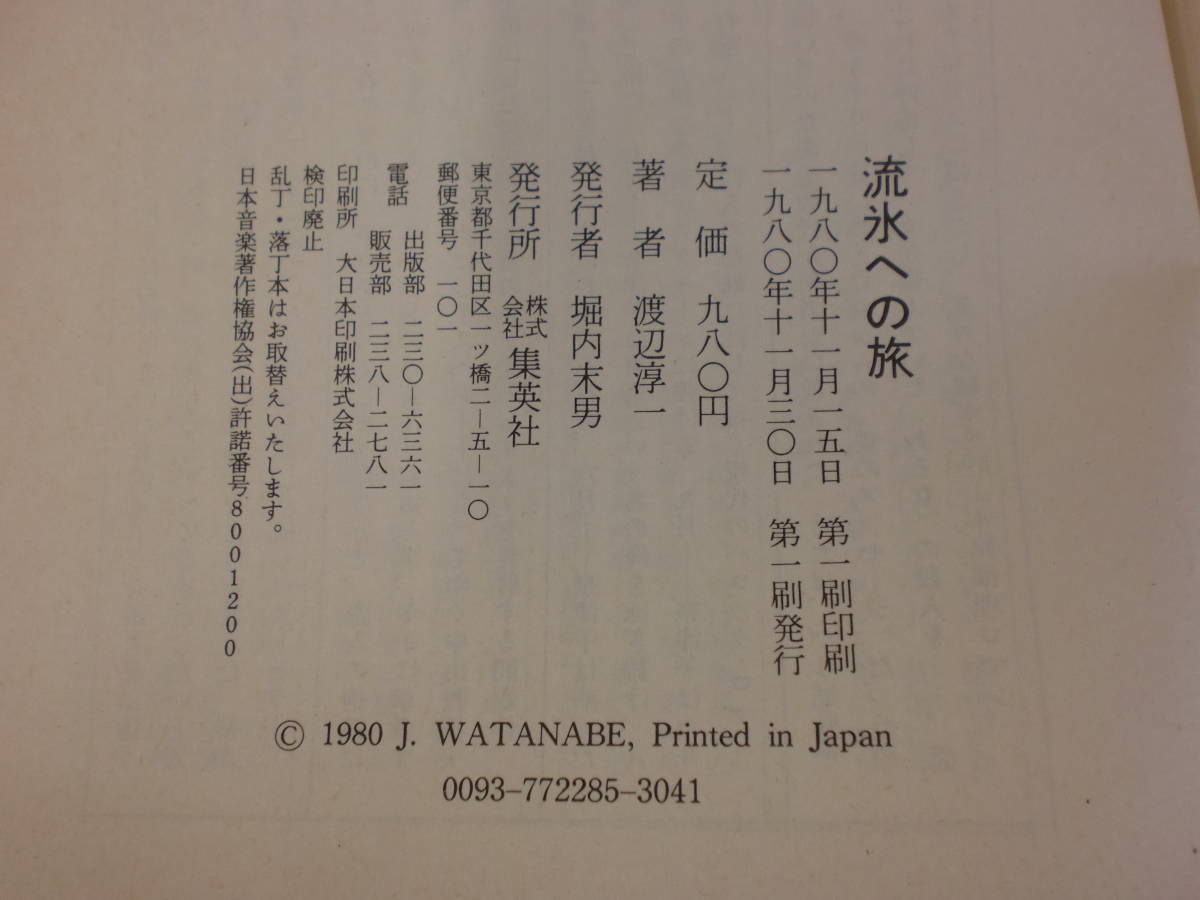 流氷への旅
一九八〇年十一月一五日　第一刷印刷
一九八〇年十一月三〇日　第一刷発行
定　価　九八〇円
著　者　渡辺淳一
発行者　堀内末男
発行所　株式会社 集英社
東京都千代田区一ッ橋二―五―一〇
郵便番号　一〇一
電話　出版部　二三〇―六三六一
販売部　二三八―二七八一
印刷所　大日本印刷株式会社
検印廃止
乱丁・落丁本はお取替えいたします。
日本音楽著作権協会(出)許諾番号8001200
© 1980 J. WATANABE, Printed in Japan
0093-772285-3041